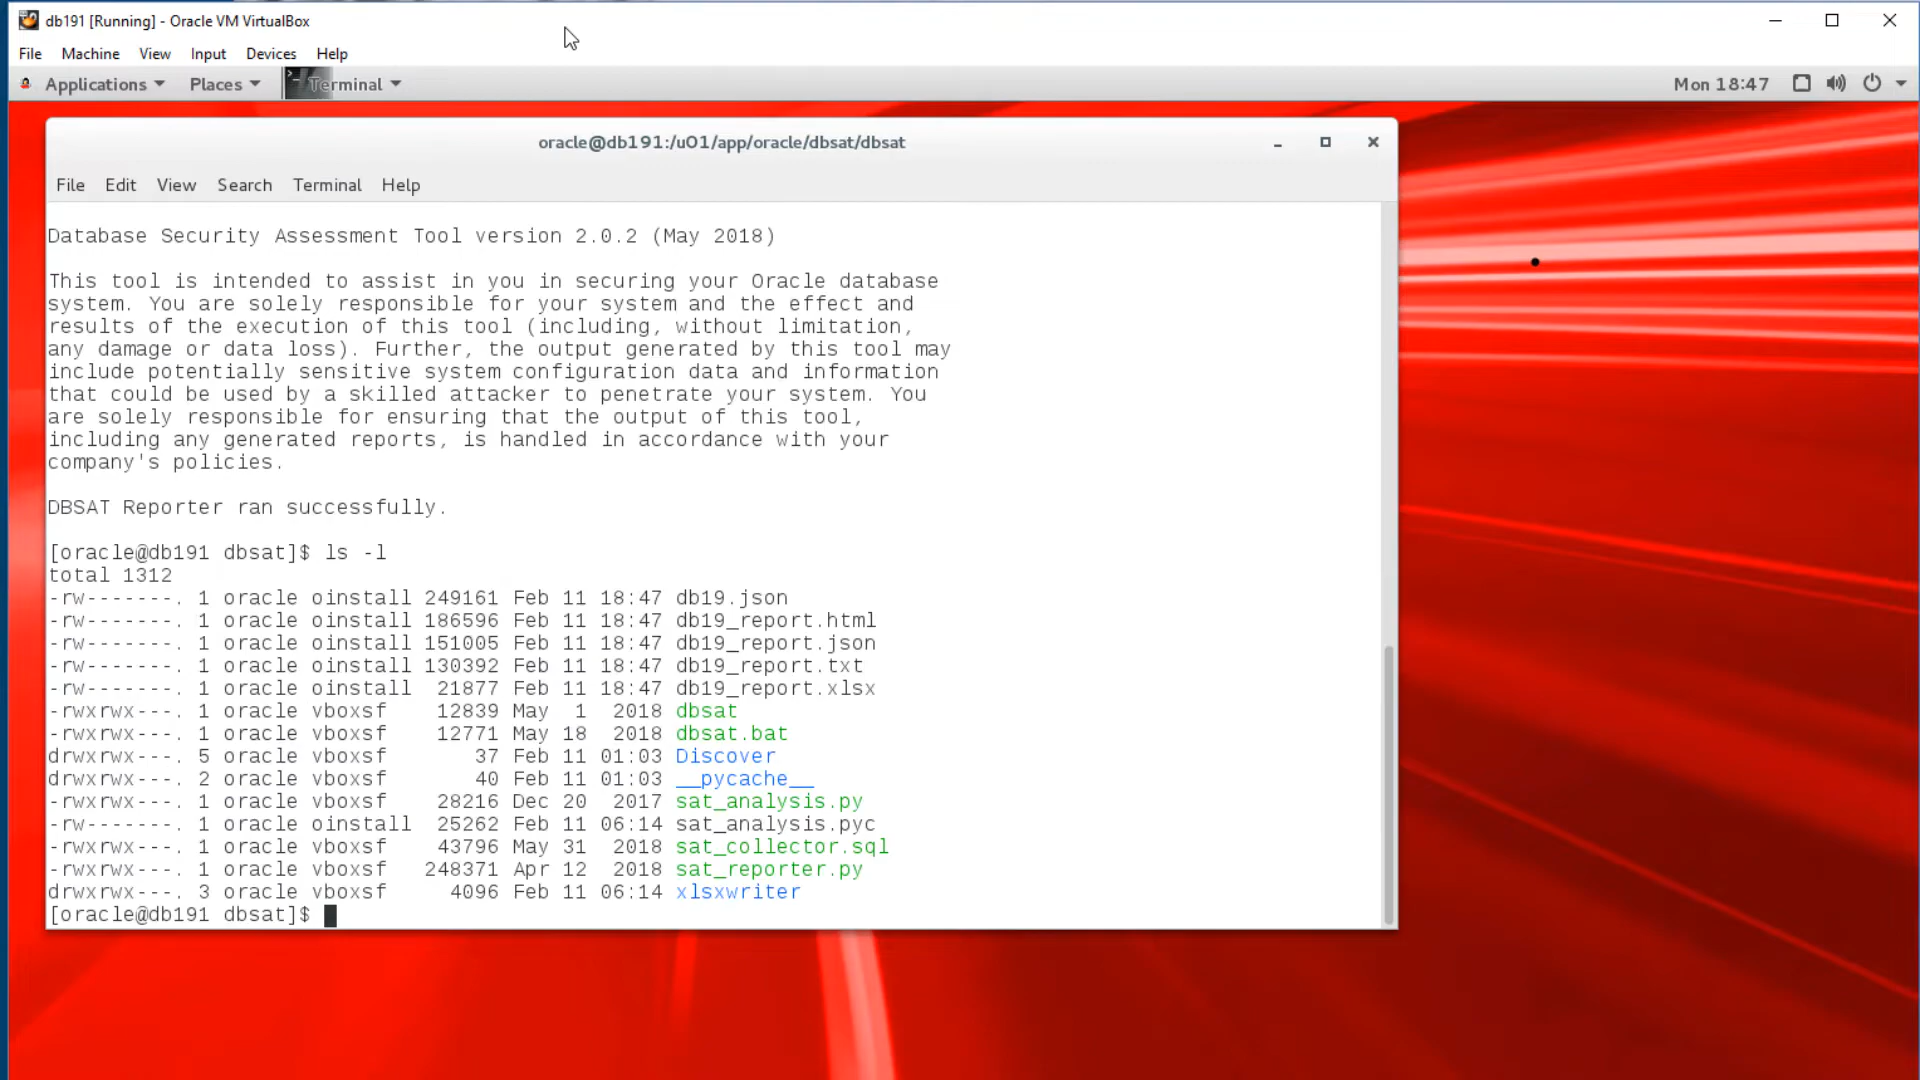 db191 [Running] - Oracle VM VirtualBox
File Machine View Input Devices Help
Applications Places Terminal Mon 18:47
oracle@db191:/u01/app/oracle/dbsat/dbsat
File Edit View Search Terminal Help
Database Security Assessment Tool version 2.0.2 (May 2018)
This tool is intended to assist in you in securing your Oracle database
system. You are solely responsible for your system and the effect and
results of the execution of this tool (including, without limitation,
any damage or data loss). Further, the output generated by this tool may
include potentially sensitive system configuration data and information
that could be used by a skilled attacker to penetrate your system. You
are solely responsible for ensuring that the output of this tool,
including any generated reports, is handled in accordance with your
company's policies.
DBSAT Reporter ran successfully.
[oracle@db191 dbsat]$ ls -l
total 1312
-rw-------. 1 oracle oinstall 249161 Feb 11 18:47 db19.json
-rw-------. 1 oracle oinstall 186596 Feb 11 18:47 db19_report.html
-rw-------. 1 oracle oinstall 151005 Feb 11 18:47 db19_report.json
-rw-------. 1 oracle oinstall 130392 Feb 11 18:47 db19_report.txt
-rw-------. 1 oracle oinstall 21877 Feb 11 18:47 db19_report.xlsx
-rwxrwx---. 1 oracle vboxsf 12839 May 1 2018 dbsat
-rwxrwx---. 1 oracle vboxsf 12771 May 18 2018 dbsat.bat
drwxrwx---. 5 oracle vboxsf 37 Feb 11 01:03 Discover
drwxrwx---. 2 oracle vboxsf 40 Feb 11 01:03 __pycache__
-rwxrwx---. 1 oracle vboxsf 28216 Dec 20 2017 sat_analysis.py
-rw-------. 1 oracle oinstall 25262 Feb 11 06:14 sat_analysis.pyc
-rwxrwx---. 1 oracle vboxsf 43796 May 31 2018 sat_collector.sql
-rwxrwx---. 1 oracle vboxsf 248371 Apr 12 2018 sat_reporter.py
drwxrwx---. 3 oracle vboxsf 4096 Feb 11 06:14 xlsxwriter
[oracle@db191 dbsat]$